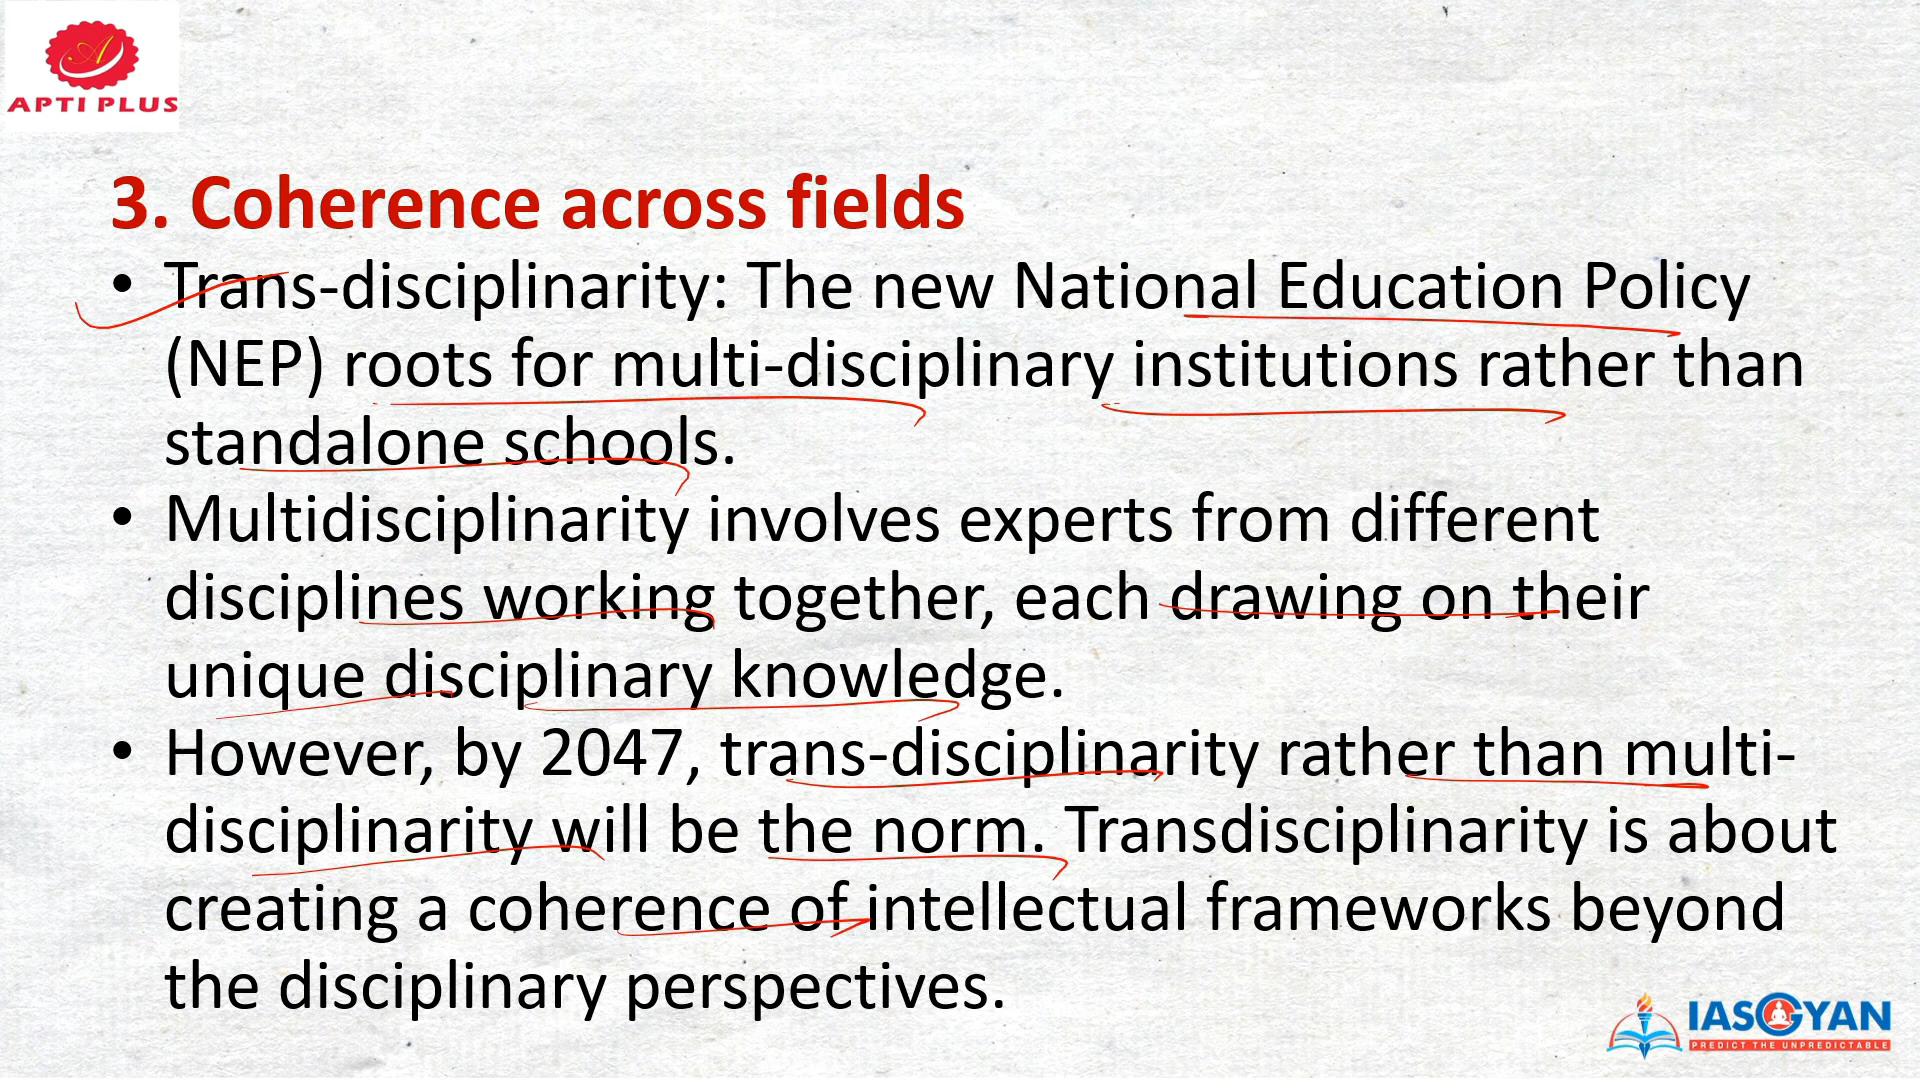 APTI PLUS
3. Coherence across fields
• Trans-disciplinarity: The new National Education Policy
(NEP) roots for multi-disciplinary institutions rather than
standalone schools.
• Multidisciplinarity involves experts from different
disciplines working together, each drawing on their
unique disciplinary knowledge.
• However, by 2047, trans-disciplinarity rather than multi-
disciplinarity will be the norm. Transdisciplinarity is about
creating a coherence of intellectual frameworks beyond
the disciplinary perspectives.
IASGYAN
PREDICT THE UNPREDICTABLE